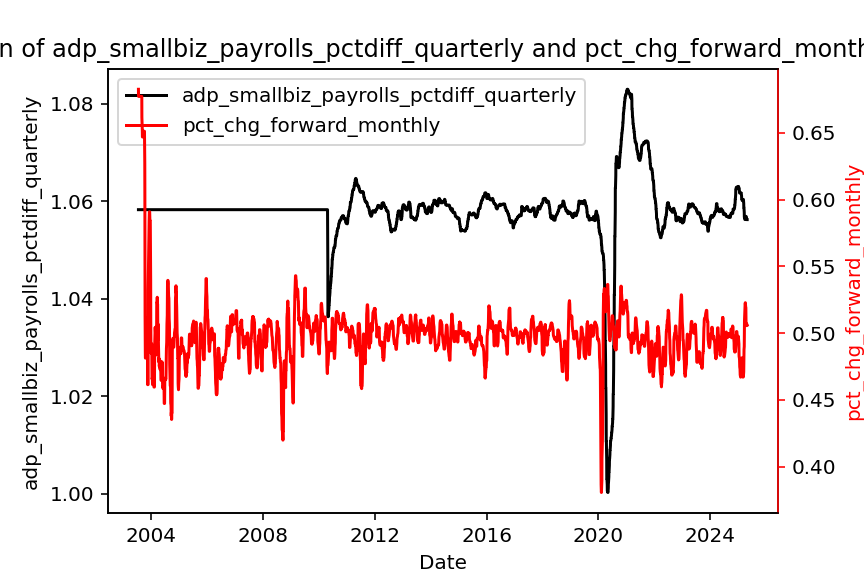 n of adp_smallbiz_payrolls_pctdiff_quarterly and pct_chg_forward_month
adp_smallbiz_payrolls_pctdiff_quarterly
pct_chg_forward_monthly
adp_smallbiz_payrolls_pctdiff_quarterly
1.08
1.06
1.04
1.02
1.00
0.65
0.60
0.55
0.50
0.45
0.40
pct_chg_forward_monthly
2004
2008
2012
2016
2020
2024
Date